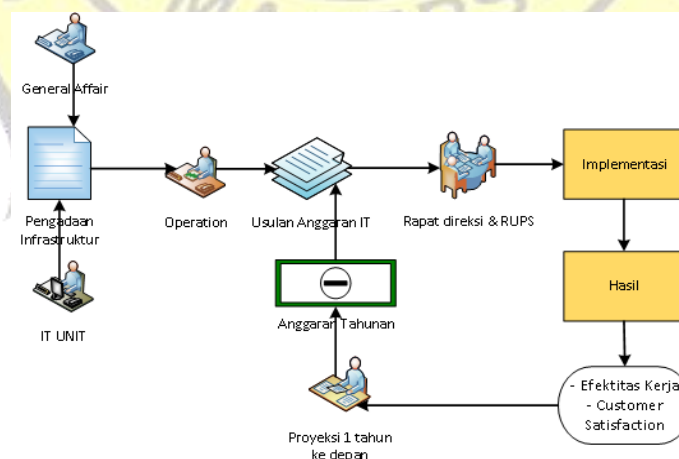 General Affair
Pengadaan
Infrastruktur
IT UNIT
Operation
Usulan Anggaran IT
Rapat direksi & RUPS
Implementasi
Hasil
- Efektitas Kerja
- Customer
Satisfaction
Anggaran Tahunan
Proyeksi 1 tahun
ke depan